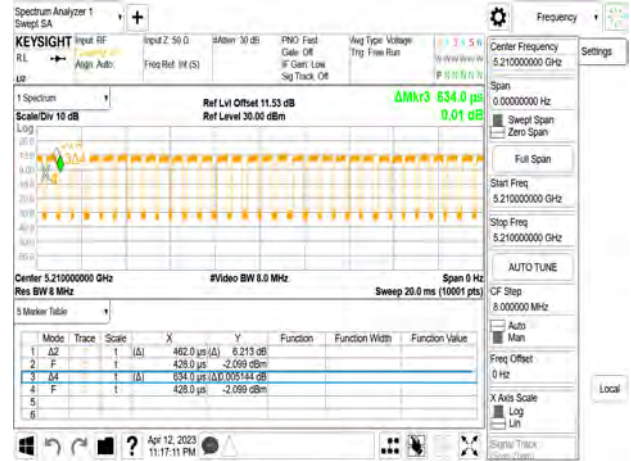 Spectrum Analyzer 1
Swept SA
+
Frequency
KEYSIGHT
Input: RF
Input Z: 50 Ω
#Atten: 30 dB
PNO: Fast
Avg Type: Voltage
RL
Align: Auto
Freq Ref: Int (S)
Gate: Off
Trig: Free Run
IF Gain: Low
Sig Track: Off
1 Spectrum
Ref Lvl Offset 11.53 dB
ΔMkr3 634.0 µs
Scale/Div 10 dB
Ref Level 30.00 dBm
0.01 dB
Log
3Δ4
Center 5.210000000 GHz
#Video BW 8.0 MHz
Span 0 Hz
Res BW 8 MHz
Sweep 20.0 ms (10001 pts)
5 Marker Table
Mode Trace Scale X Y Function Function Width Function Value
1 Δ2 t (Δ) 462.0 µs (Δ) 6.213 dB
2 F t 428.0 µs -2.099 dBm
3 Δ4 t (Δ) 634.0 µs (Δ) 0.005144 dB
4 F t 428.0 µs -2.099 dBm
5
6
?
Apr 12, 2023
11:17:11 PM
Center Frequency
5.210000000 GHz
Settings
Span
0.00000000 Hz
Swept Span
Zero Span
Full Span
Start Freq
5.210000000 GHz
Stop Freq
5.210000000 GHz
AUTO TUNE
CF Step
8.000000 MHz
Auto
Man
Freq Offset
0 Hz
X Axis Scale
Log
Lin
Local
Signal Track
(Span Zoom)